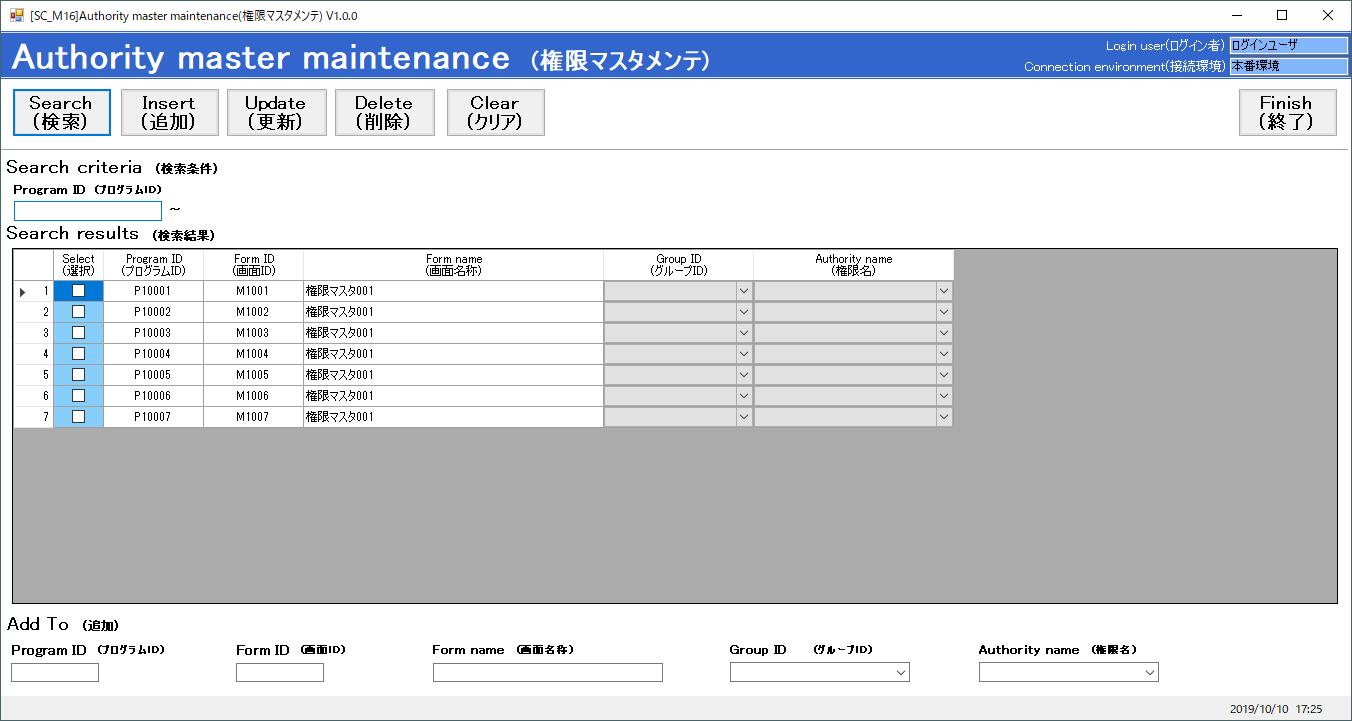 [SC_M16]Authority master maintenance(権限マスタメンテ) V1.0.0
Authority master maintenance (権限マスタメンテ)
Login user(ログイン者) ログインユーザ
Connection environment(接続環境) 本番環境
Search Insert Update Delete Clear Finish
(検索) (追加) (更新) (削除) (クリア) (終了)
Search criteria (検索条件)
Program ID (プログラムID)
~
Search results (検索結果)
Select Program ID Form ID Form name Group ID Authority name
(選択) (プログラムID) (画面ID) (画面名称) (グループID) (権限名)
1 P10001 M1001 権限マスタ001
2 P10002 M1002 権限マスタ001
3 P10003 M1003 権限マスタ001
4 P10004 M1004 権限マスタ001
5 P10005 M1005 権限マスタ001
6 P10006 M1006 権限マスタ001
7 P10007 M1007 権限マスタ001
Add To (追加)
Program ID (プログラムID) Form ID (画面ID) Form name (画面名称) Group ID (グループID) Authority name (権限名)
2019/10/10 17:25